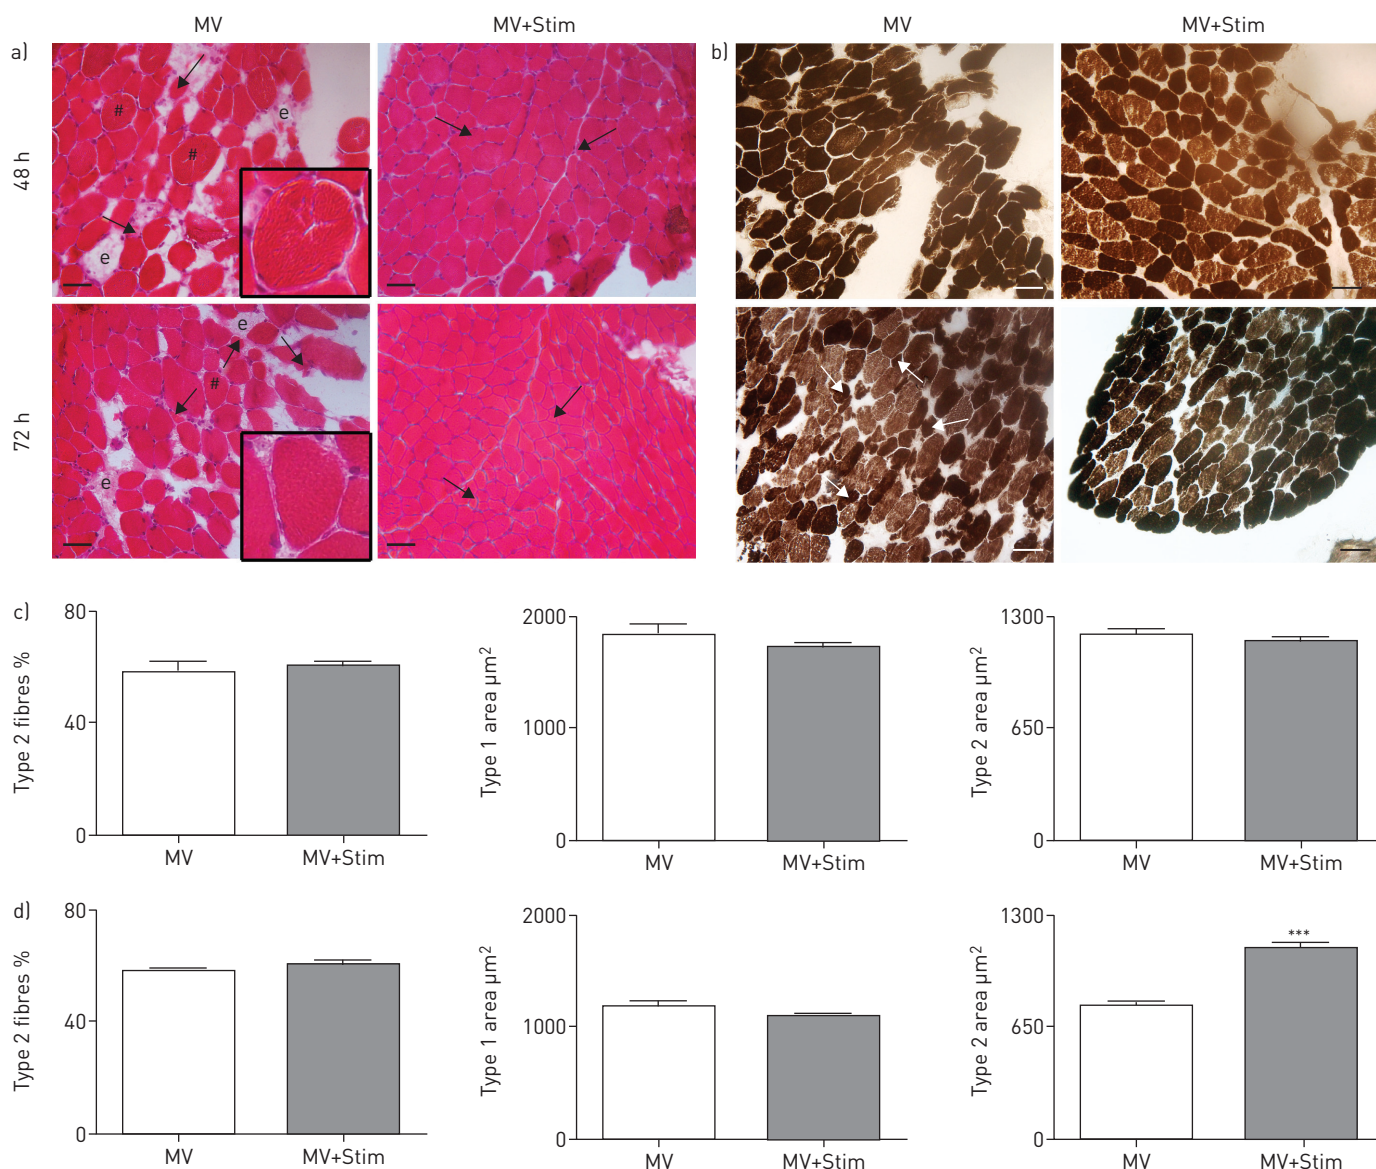 MV
MV+Stim
MV
MV+Stim
a)
b)
48 h
#
#
e
e
72 h
e
#
e
c)
Type 2 fibres %
80
40
0
MV
MV+Stim
Type 1 area µm²
2000
1000
0
MV
MV+Stim
Type 2 area µm²
1300
650
0
MV
MV+Stim
d)
Type 2 fibres %
80
40
0
MV
MV+Stim
Type 1 area µm²
2000
1000
0
MV
MV+Stim
Type 2 area µm²
1300
650
0
***
MV
MV+Stim